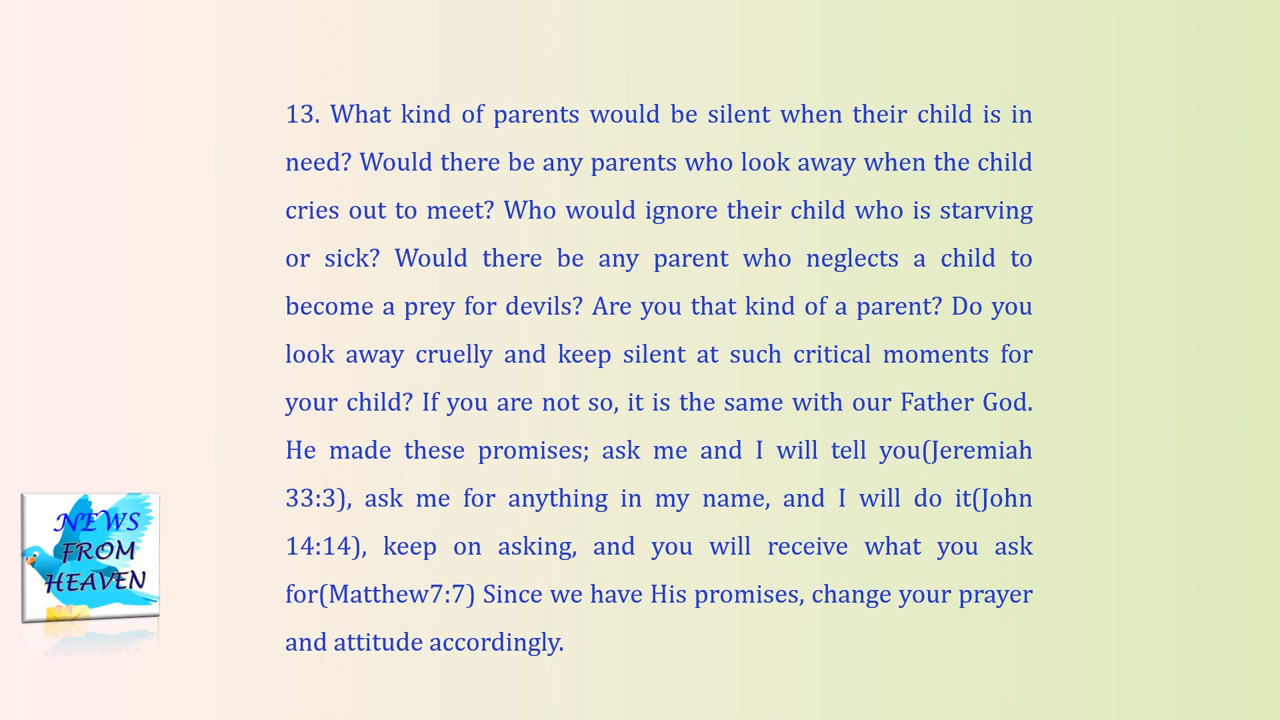 13. What kind of parents would be silent when their child is in
need? Would there be any parents who look away when the child
cries out to meet? Who would ignore their child who is starving
or sick? Would there be any parent who neglects a child to
become a prey for devils? Are you that kind of a parent? Do you
look away cruelly and keep silent at such critical moments for
your child? If you are not so, it is the same with our Father God.
He made these promises; ask me and I will tell you(Jeremiah
33:3), ask me for anything in my name, and I will do it(John
14:14), keep on asking, and you will receive what you ask
for(Matthew7:7) Since we have His promises, change your prayer
and attitude accordingly.
NEWS
FROM
HEAVEN